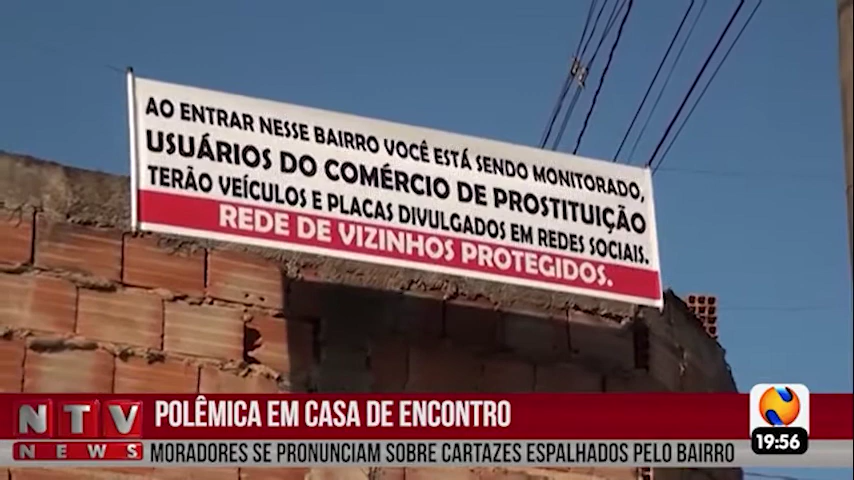 AO ENTRAR NESSE BAIRRO VOCÊ ESTÁ SENDO MONITORADO,
USUÁRIOS DO COMÉRCIO DE PROSTITUIÇÃO
TERÃO VEÍCULOS E PLACAS DIVULGADOS EM REDES SOCIAIS.
REDE DE VIZINHOS PROTEGIDOS.
NTV
NEWS
POLÊMICA EM CASA DE ENCONTRO
MORADORES SE PRONUNCIAM SOBRE CARTAZES ESPALHADOS PELO BAIRRO
19:56